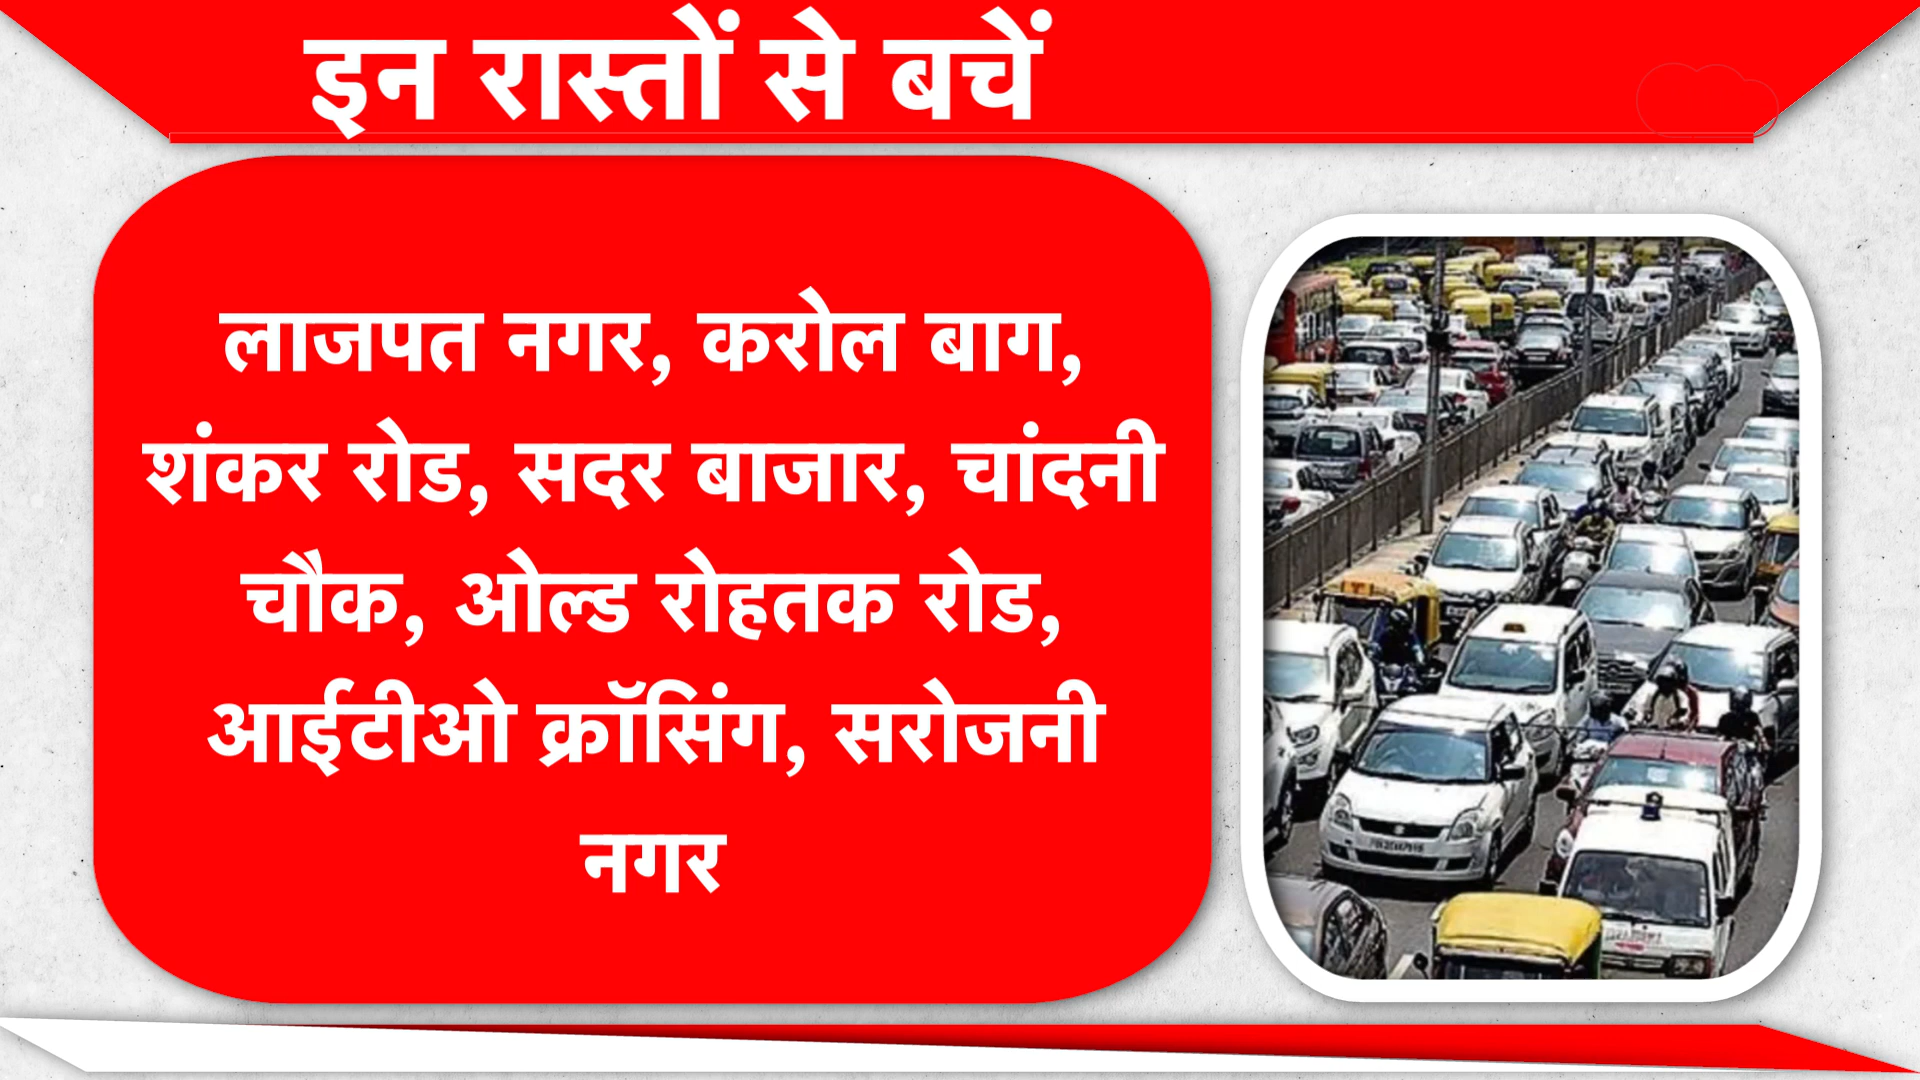 इन रास्तों से बचें
लाजपत नगर, करोल बाग,
शंकर रोड, सदर बाजार, चांदनी
चौक, ओल्ड रोहतक रोड,
आईटीओ क्रॉसिंग, सरोजनी
नगर